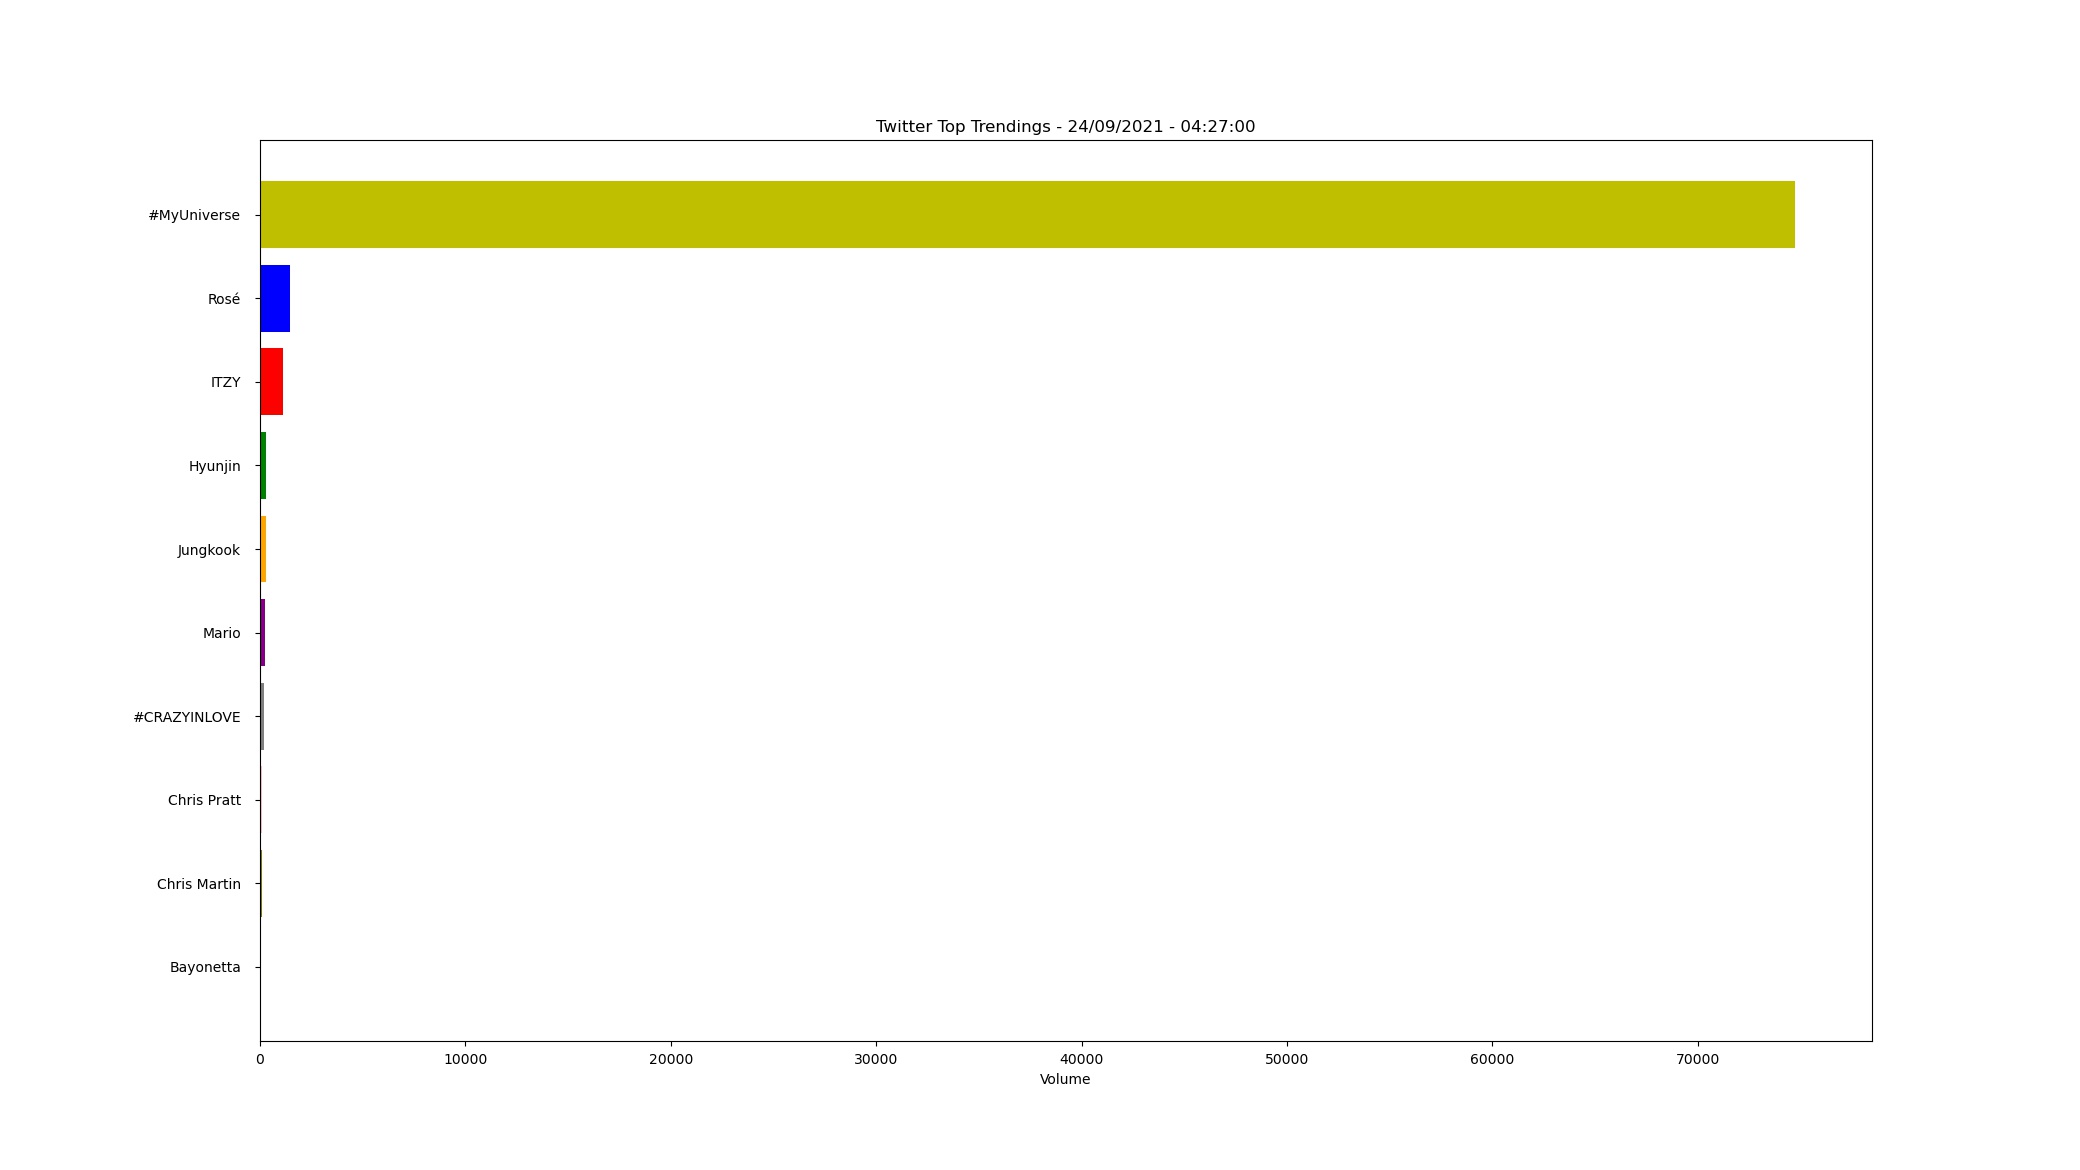 Twitter Top Trendings - 24/09/2021 - 04:27:00
#MyUniverse
Rosé
ITZY
Hyunjin
Jungkook
Mario
#CRAZYINLOVE
Chris Pratt
Chris Martin
Bayonetta
0 10000 20000 30000 40000 50000 60000 70000
Volume